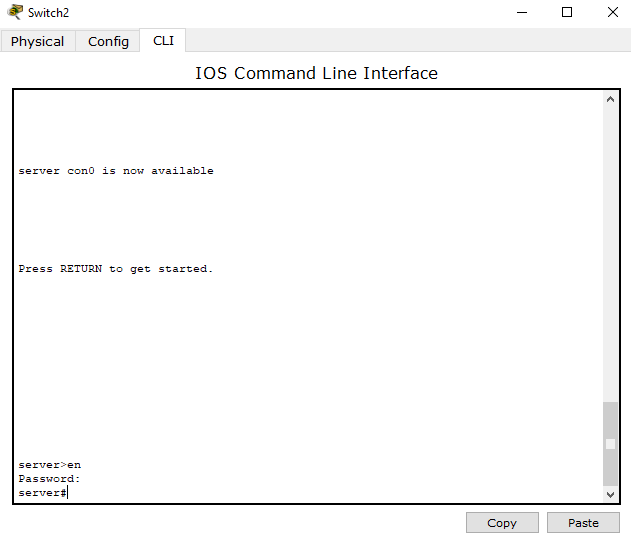 Switch2
Physical Config CLI
IOS Command Line Interface
server con0 is now available
Press RETURN to get started.
server>en
Password:
server#
Copy Paste